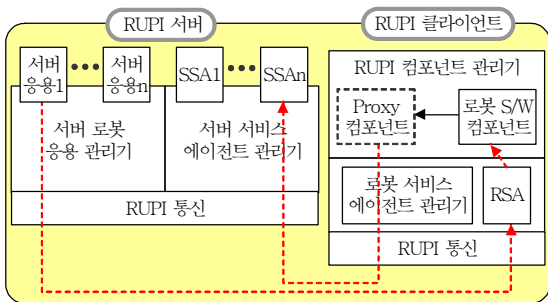 RUPI 서버
서버
응용1
•••
서버
응용n
SSA1
•••
SSAn
서버 로봇
응용 관리기
서버 서비스
에이전트 관리기
RUPI 통신
RUPI 클라이언트
RUPI 컴포넌트 관리기
Proxy
컴포넌트
로봇 S/W
컴포넌트
로봇 서비스
에이전트 관리기
RSA
RUPI 통신